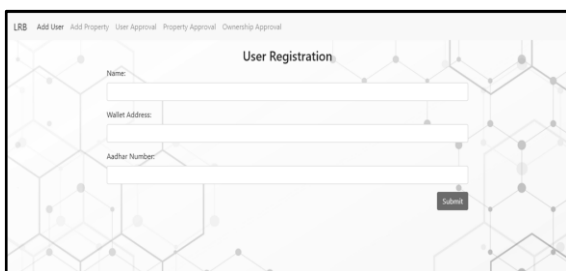 LRB Add User Add Property User Approval Property Approval Ownership Approval
User Registration
Name:
Wallet Address:
Aadhar Number:
Submit